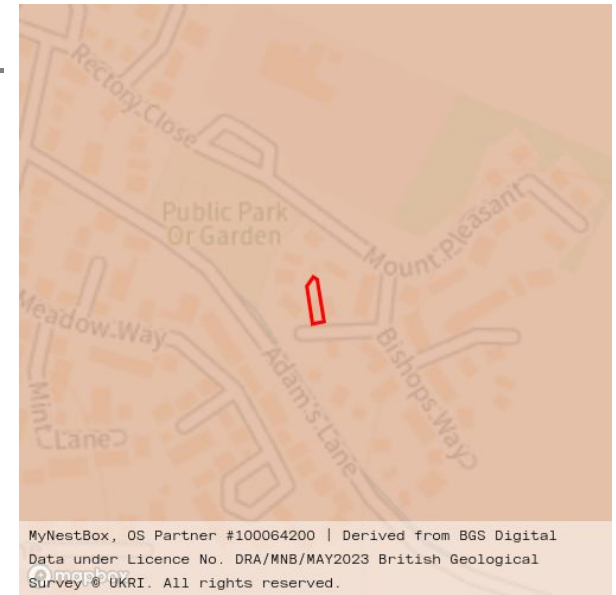 Rectory Close
Public Park
Or Garden
Mount Pleasant
Meadow Way
Bishops Way
Adam's Lane
Mint
Lane
MyNestBox, OS Partner #100064200 | Derived from BGS Digital
Data under Licence No. DRA/MNB/MAY2023 British Geological
Survey © UKRI. All rights reserved.
mapbox